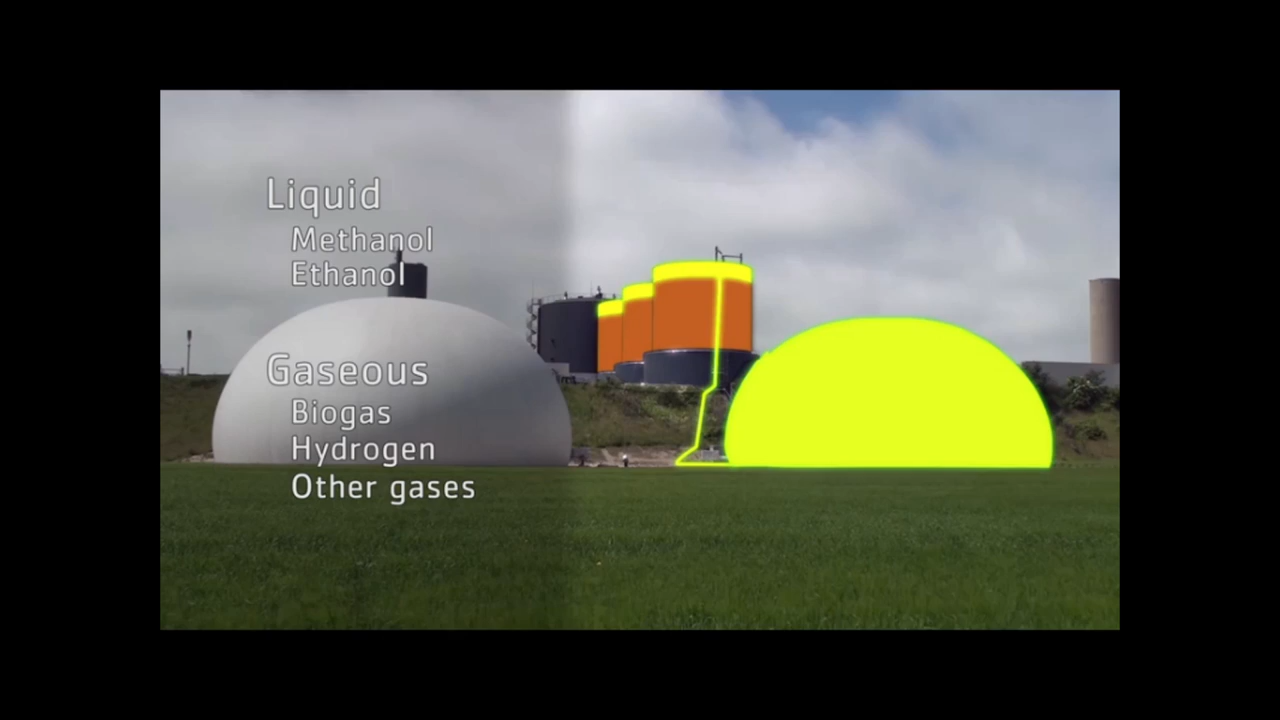 Liquid
Methanol
Ethanol
Gaseous
Biogas
Hydrogen
Other gases